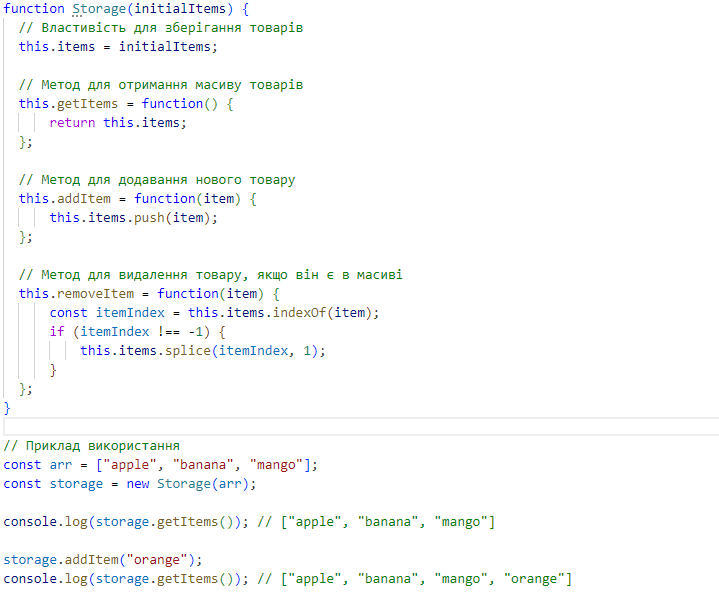 function Storage(initialItems) {
// Властивість для зберігання товарів
this.items = initialItems;
// Метод для отримання масиву товарів
this.getItems = function() {
return this.items;
};
// Метод для додавання нового товару
this.addItem = function(item) {
this.items.push(item);
};
// Метод для видалення товару, якщо він є в масиві
this.removeItem = function(item) {
const itemIndex = this.items.indexOf(item);
if (itemIndex !== -1) {
this.items.splice(itemIndex, 1);
}
};
}
// Приклад використання
const arr = ["apple", "banana", "mango"];
const storage = new Storage(arr);
console.log(storage.getItems()); // ["apple", "banana", "mango"]
storage.addItem("orange");
console.log(storage.getItems()); // ["apple", "banana", "mango", "orange"]